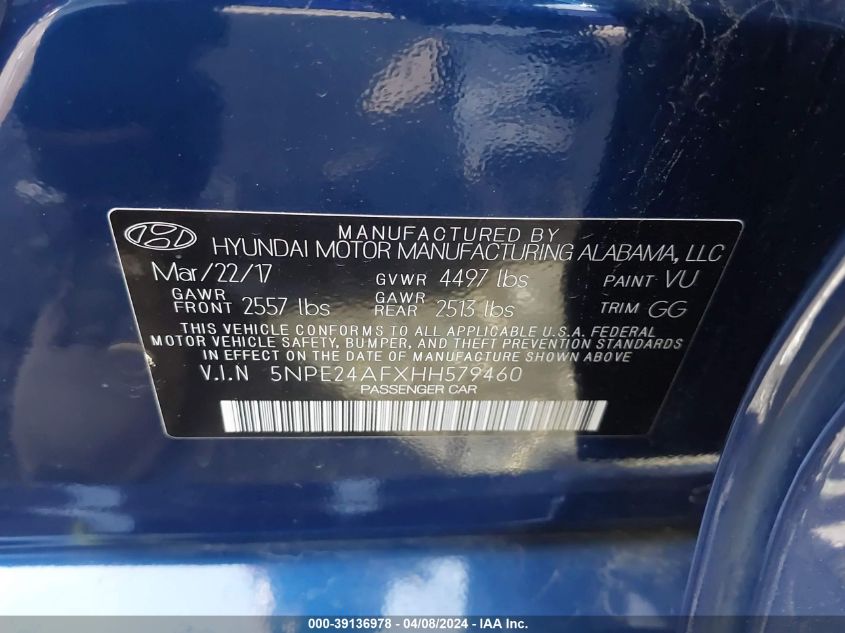 MANUFACTURED BY
HYUNDAI MOTOR MANUFACTURING ALABAMA, LLC
Mar/22/17 GVWR 4497 lbs PAINT VU
GAWR FRONT 2557 lbs GAWR REAR 2513 lbs TRIM GG
THIS VEHICLE CONFORMS TO ALL APPLICABLE U.S.A. FEDERAL
MOTOR VEHICLE SAFETY, BUMPER, AND THEFT PREVENTION STANDARDS
IN EFFECT ON THE DATE OF MANUFACTURE SHOWN ABOVE
V.I.N 5NPE24AFXHH579460
PASSENGER CAR
000-39136978 | 04/08/2024 - IAA Inc.